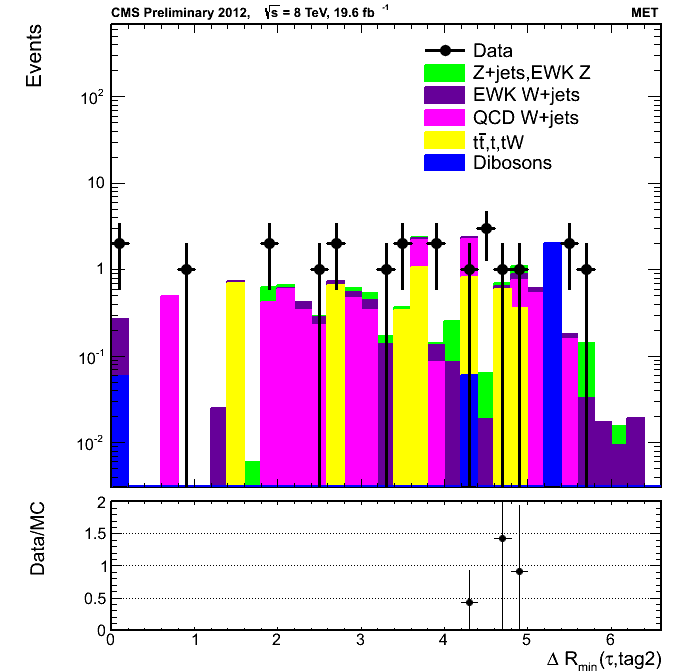 CMS Preliminary 2012, √s = 8 TeV, 19.6 fb⁻¹ MET
Events
Data
Z+jets,EWK Z
EWK W+jets
QCD W+jets
tt̅,t,tW
Dibosons
10²
10
1
10⁻¹
10⁻²
Data/MC
2
1.5
1
0.5
0
0 1 2 3 4 5 6
Δ R_min(τ,tag2)